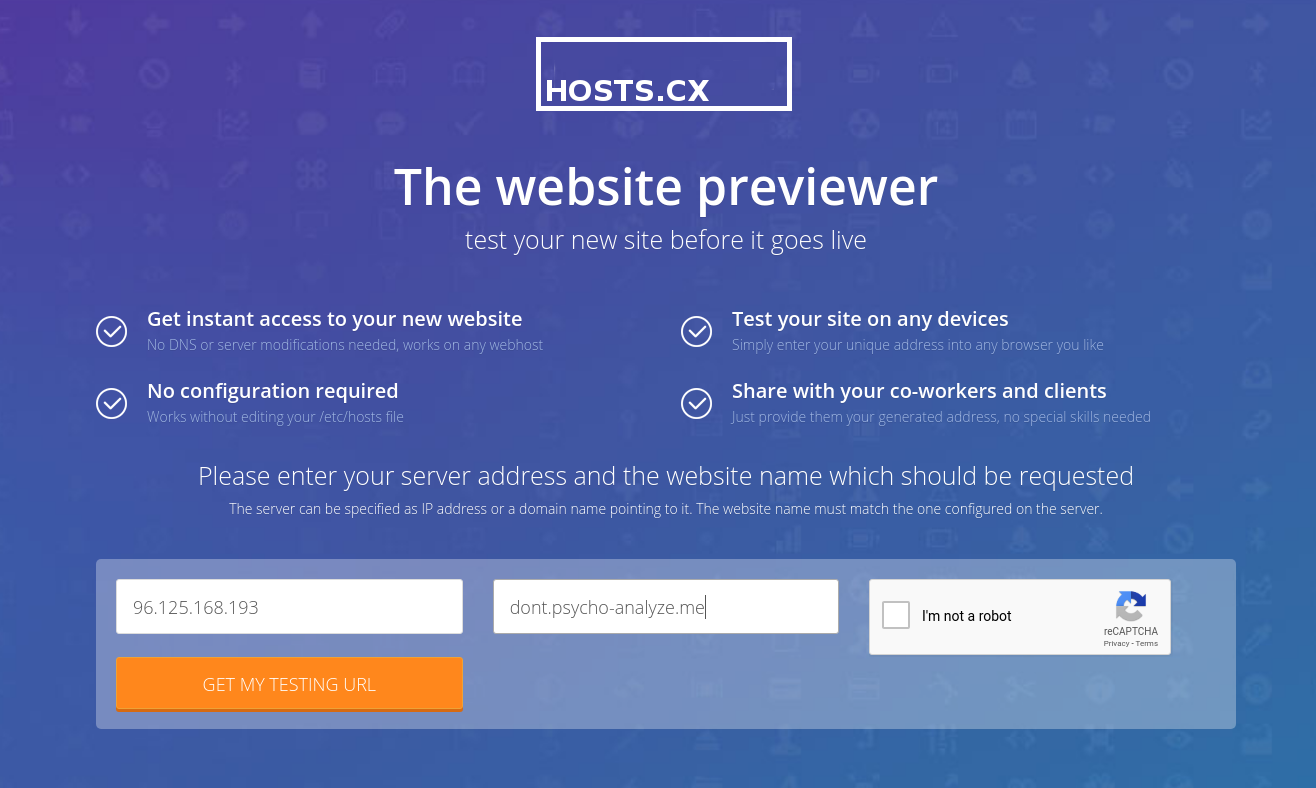 HOSTS.CX
The website previewer
test your new site before it goes live
Get instant access to your new website
No DNS or server modifications needed, works on any webhost
Test your site on any devices
Simply enter your unique address into any browser you like
No configuration required
Works without editing your /etc/hosts file
Share with your co-workers and clients
Just provide them your generated address, no special skills needed
Please enter your server address and the website name which should be requested
The server can be specified as IP address or a domain name pointing to it. The website name must match the one configured on the server.
96.125.168.193
dont.psycho-analyze.me
I'm not a robot
reCAPTCHA
Privacy - Terms
GET MY TESTING URL